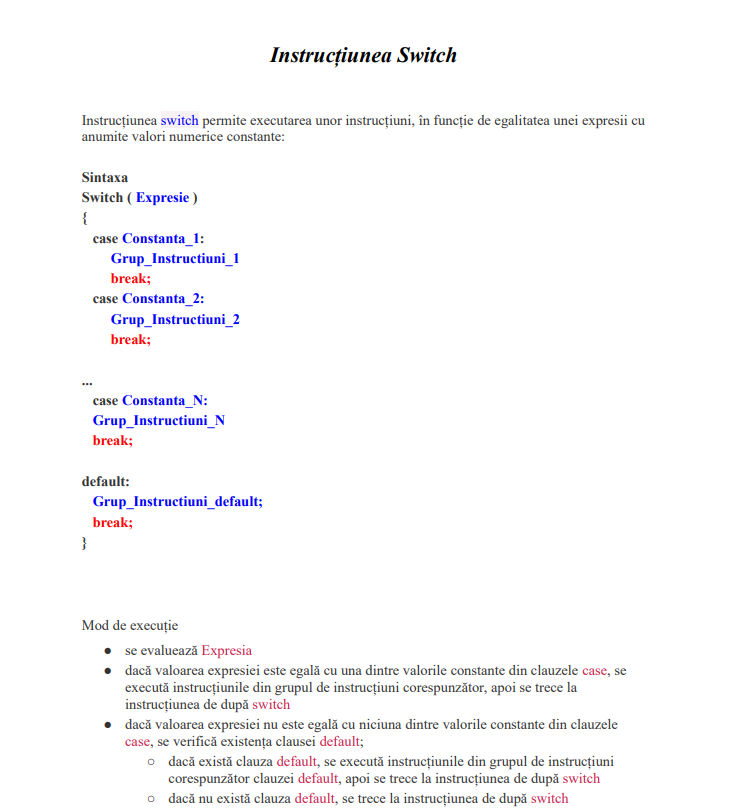 Instrucțiunea Switch
Instrucțiunea switch permite executarea unor instrucțiuni, în funcție de egalitatea unei expresii cu
anumite valori numerice constante:
Sintaxa
Switch ( Expresie )
{
case Constanta_1:
Grup_Instructiuni_1
break;
case Constanta_2:
Grup_Instructiuni_2
break;
...
case Constanta_N:
Grup_Instructiuni_N
break;
default:
Grup_Instructiuni_default;
break;
}
Mod de execuție
● se evaluează Expresia
● dacă valoarea expresiei este egală cu una dintre valorile constante din clauzele case, se
execută instrucțiunile din grupul de instrucțiuni corespunzător, apoi se trece la
instrucțiunea de după switch
● dacă valoarea expresiei nu este egală cu niciuna dintre valorile constante din clauzele
case, se verifică existența clausei default;
○ dacă există clauza default, se execută instrucțiunile din grupul de instrucțiuni
corespunzător clauzei default, apoi se trece la instrucțiunea de după switch
○ dacă nu există clauza default, se trece la instrucțiunea de după switch